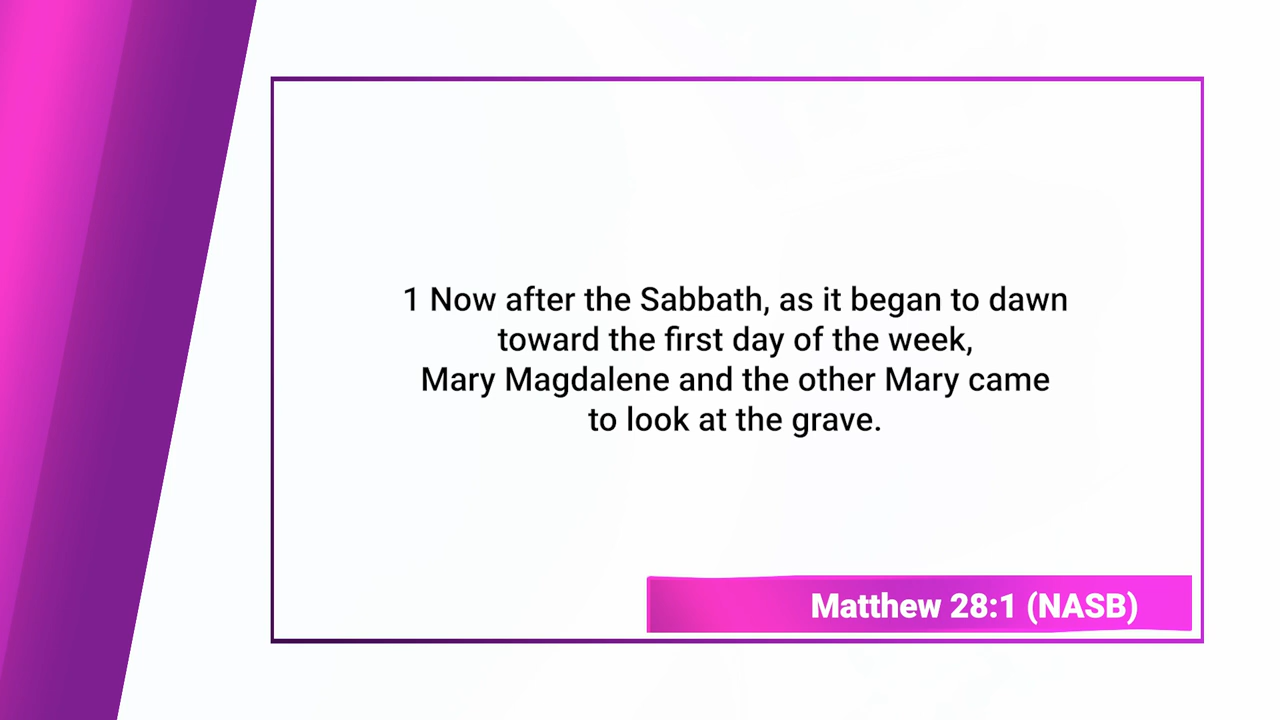 1 Now after the Sabbath, as it began to dawn
toward the first day of the week,
Mary Magdalene and the other Mary came
to look at the grave.
Matthew 28:1 (NASB)